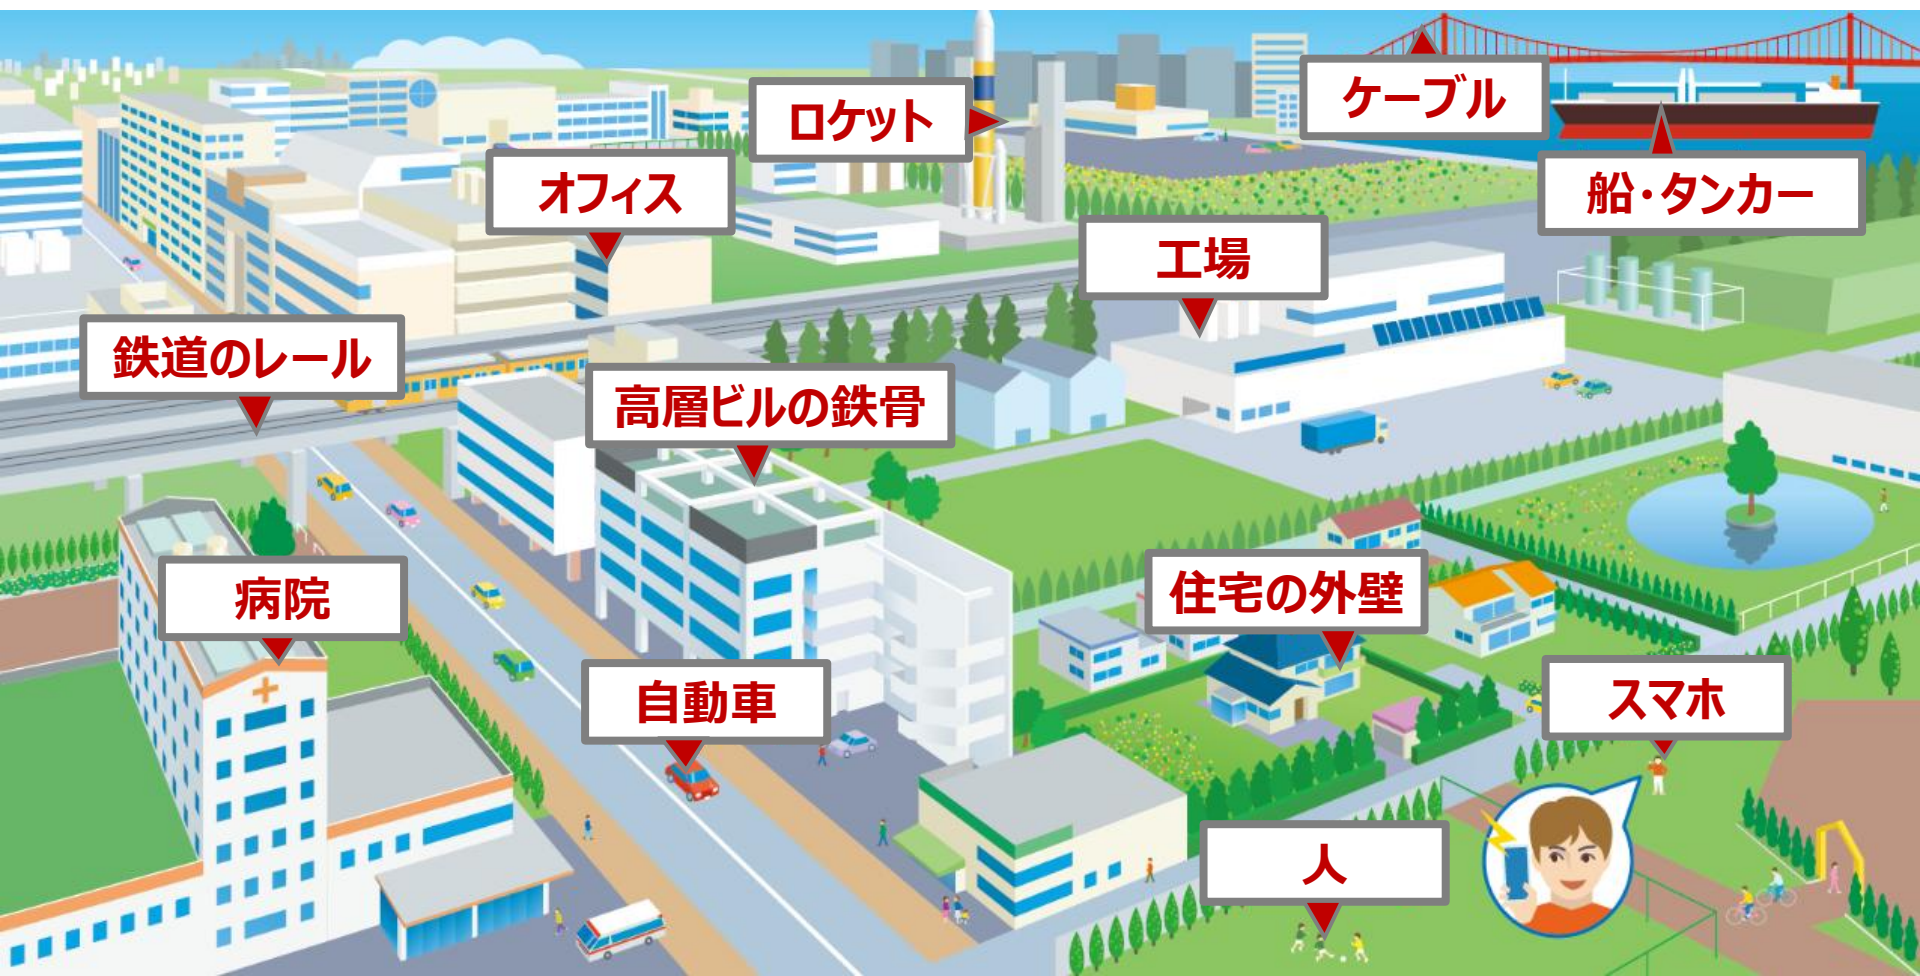 ケーブル
ロケット
船・タンカー
オフィス
工場
鉄道のレール
高層ビルの鉄骨
病院
住宅の外壁
自動車
スマホ
人